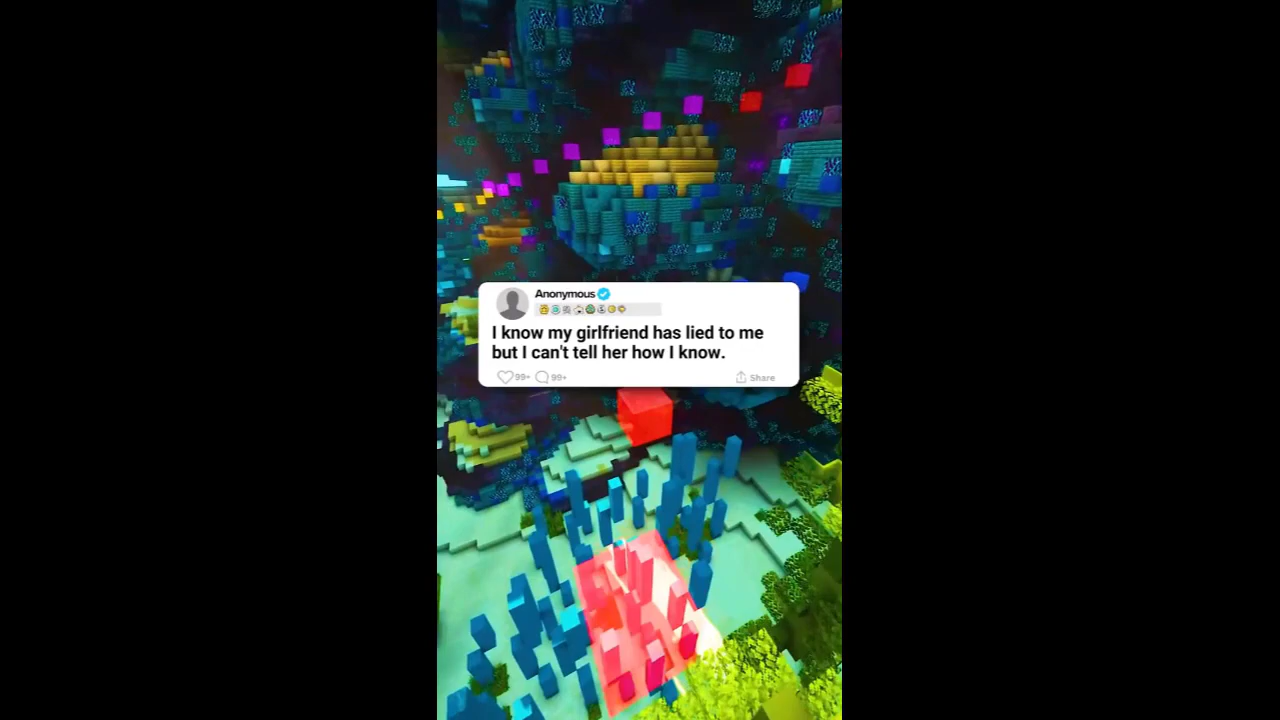 Anonymous
I know my girlfriend has lied to me
but I can't tell her how I know.
99+ 99+ Share